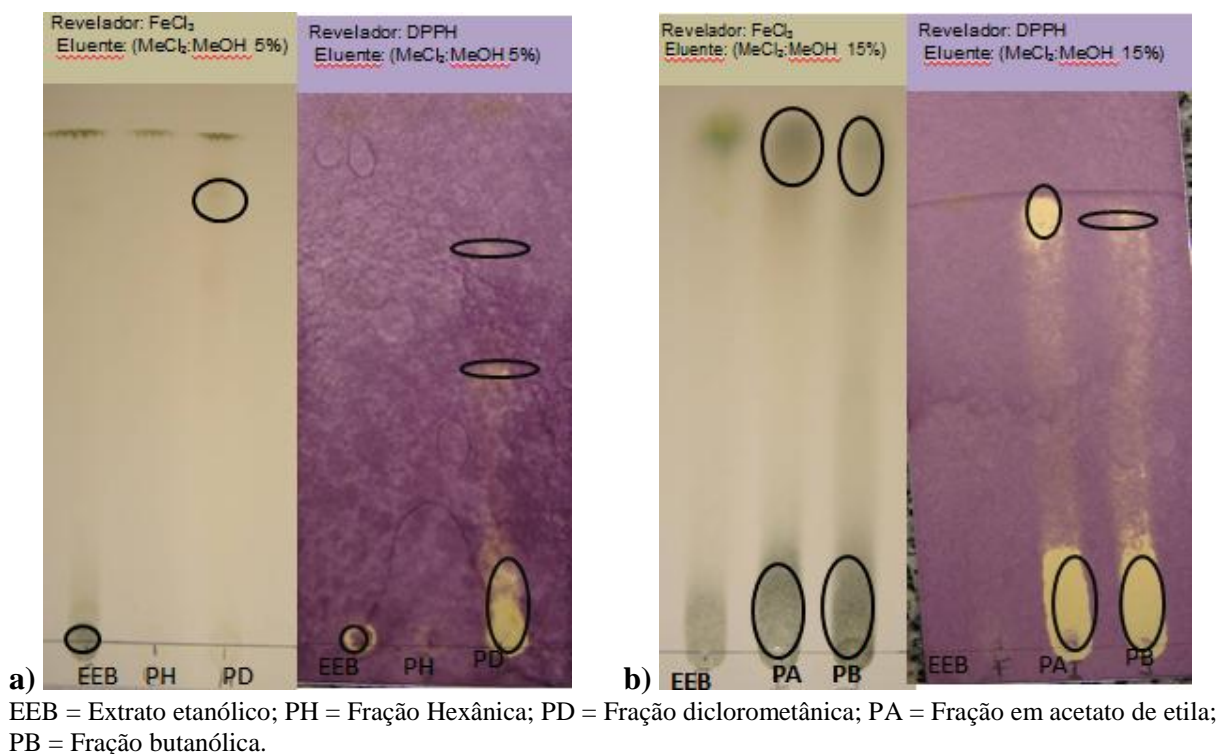 Revelador: FeCl₃
Eluente: (MeCl₂:MeOH 5%)
Revelador: DPPH
Eluente: (MeCl₂:MeOH 5%)
Revelador: FeCl₃
Eluente: (MeCl₂:MeOH 15%)
Revelador: DPPH
Eluente: (MeCl₂:MeOH 15%)
a)
EEB PH PD
EEB PH PD
b)
EEB PA PB
EEB PA PB
EEB = Extrato etanólico; PH = Fração Hexânica; PD = Fração diclorometânica; PA = Fração em acetato de etila;
PB = Fração butanólica.